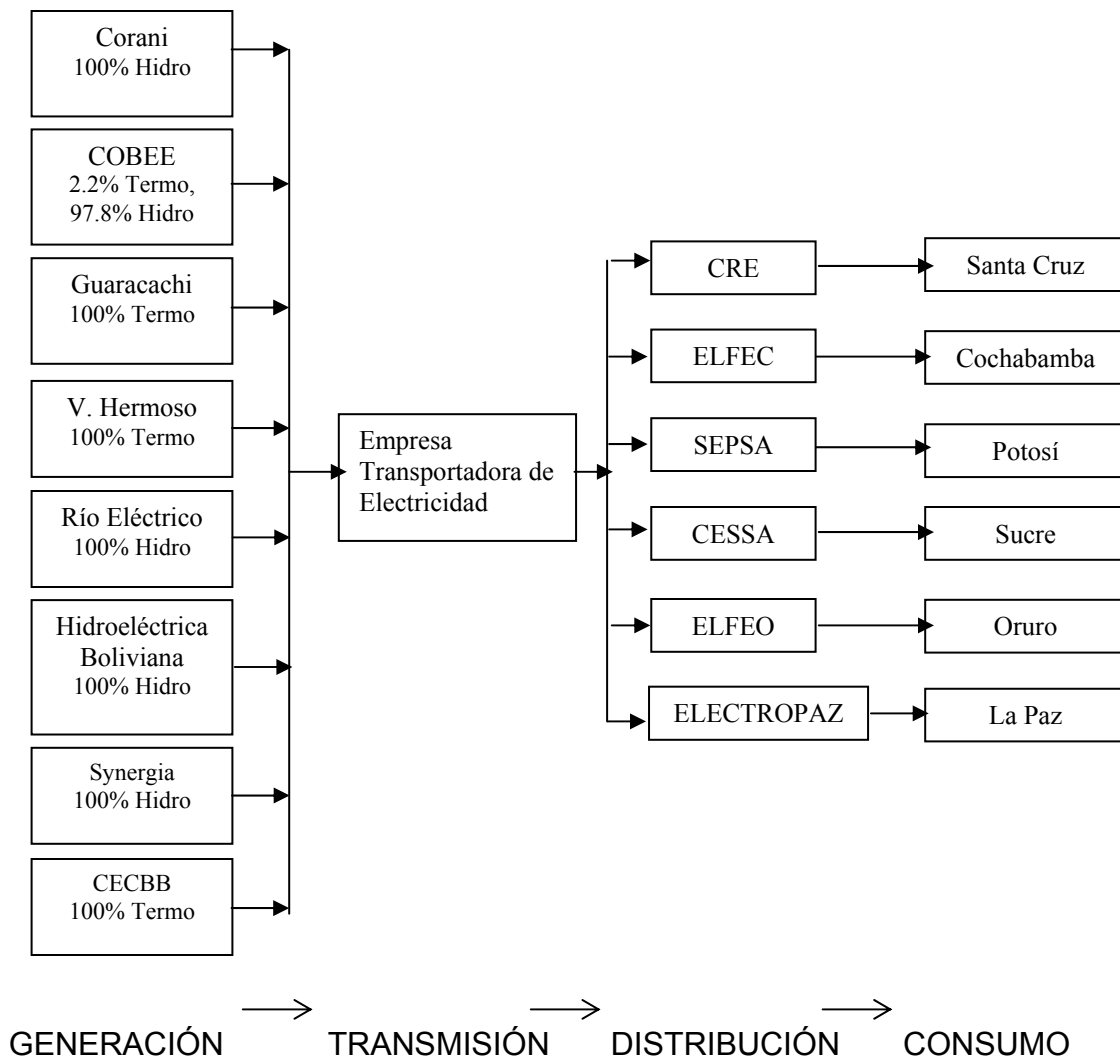 Corani
100% Hidro
COBEE
2.2% Termo,
97.8% Hidro
Guaracachi
100% Termo
V. Hermoso
100% Termo
Río Eléctrico
100% Hidro
Hidroeléctrica
Boliviana
100% Hidro
Synergia
100% Hidro
CECBB
100% Termo
Empresa
Transportadora de
Electricidad
CRE
Santa Cruz
ELFEC
Cochabamba
SEPSA
Potosí
CESSA
Sucre
ELFEO
Oruro
ELECTROPAZ
La Paz
GENERACIÓN
TRANSMISIÓN
DISTRIBUCIÓN
CONSUMO